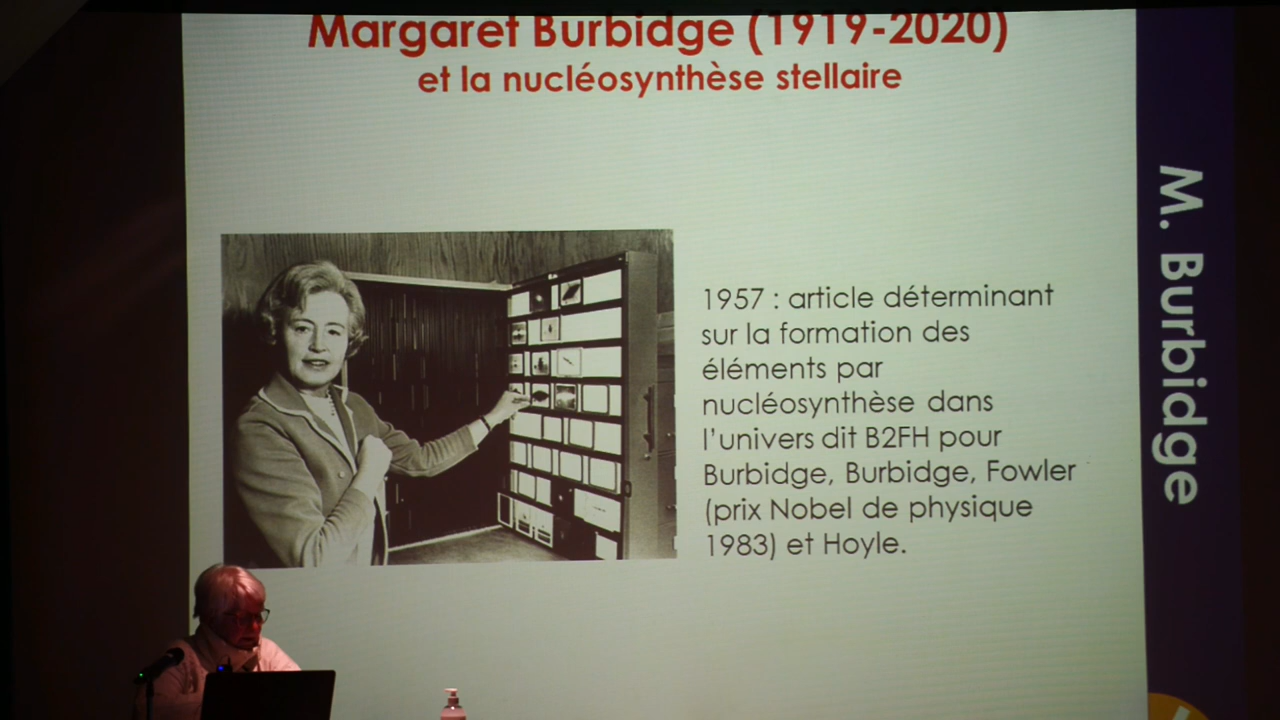 Margaret Burbidge (1919-2020)
et la nucléosynthèse stellaire
1957 : article déterminant
sur la formation des
éléments par
nucléosynthèse dans
l'univers dit B2FH pour
Burbidge, Burbidge, Fowler
(prix Nobel de physique
1983) et Hoyle.
M. Burbidge